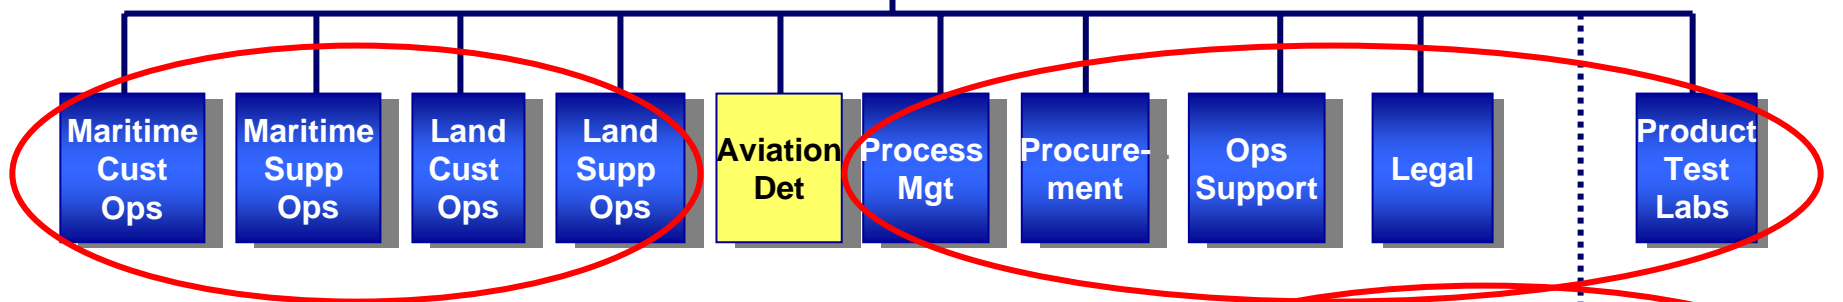 Maritime
Cust
Ops
Maritime
Supp
Ops
Land
Cust
Ops
Land
Supp
Ops
Aviation
Det
Process
Mgt
Procure-
ment
Ops
Support
Legal
Product
Test
Labs